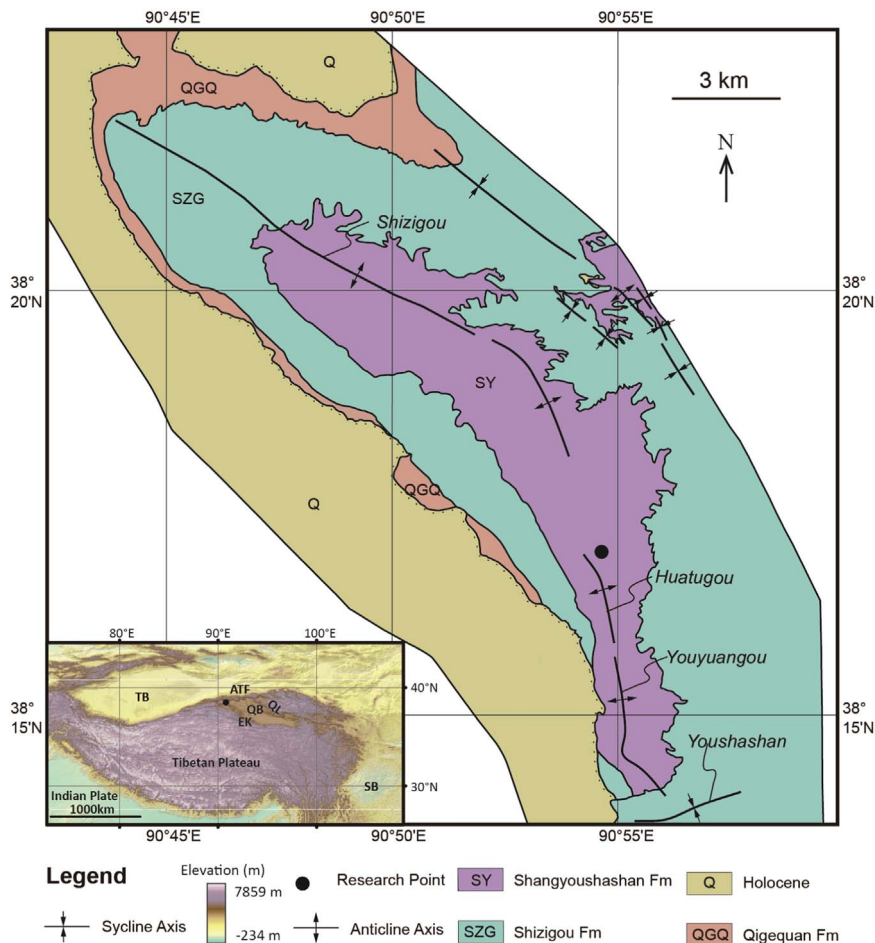 90°45'E 90°50'E 90°55'E
Q
QGQ
3 km
N
SZG
Shizigou
38°
20'N
38°
20'N
SY
QGQ
Q
Huatugou
Youyuangou
38°
15'N
38°
15'N
Youshashan
80°E 90°E 100°E
40°N
TB
ATF
QB
QL
EK
Tibetan Plateau
30°N
SB
Indian Plate
1000km
90°45'E 90°50'E 90°55'E
Legend
Elevation (m)
7859 m
-234 m
Research Point
SY Shangyoushashan Fm
Q Holocene
Sycline Axis
Anticline Axis
SZG Shizigou Fm
QGQ Qigequan Fm